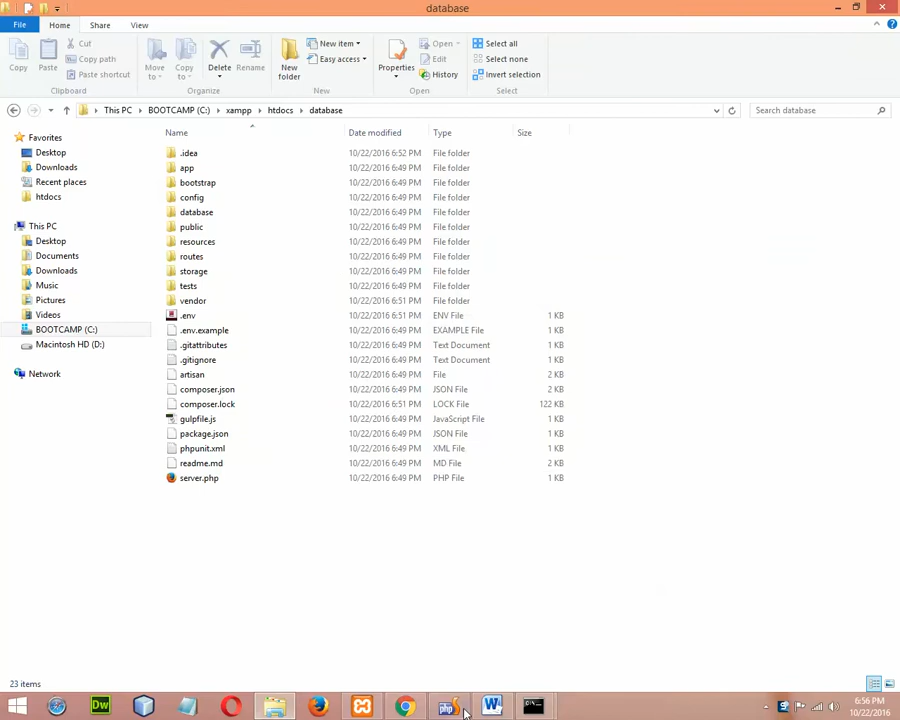 database
File
Home
Share
View
Copy
Paste
Cut
Copy path
Paste shortcut
Clipboard
Move to
Copy to
Delete
Rename
Organize
New folder
New item
Easy access
New
Properties
Open
Edit
History
Open
Select all
Select none
Invert selection
Select
This PC
BOOTCAMP (C:)
xampp
htdocs
database
Search database
Favorites
Desktop
Downloads
Recent places
htdocs
This PC
Desktop
Documents
Downloads
Music
Pictures
Videos
BOOTCAMP (C:)
Macintosh HD (D:)
Network
Name Date modified Type Size
.idea 10/22/2016 6:52 PM File folder
app 10/22/2016 6:49 PM File folder
bootstrap 10/22/2016 6:49 PM File folder
config 10/22/2016 6:49 PM File folder
database 10/22/2016 6:49 PM File folder
public 10/22/2016 6:49 PM File folder
resources 10/22/2016 6:49 PM File folder
routes 10/22/2016 6:49 PM File folder
storage 10/22/2016 6:49 PM File folder
tests 10/22/2016 6:49 PM File folder
vendor 10/22/2016 6:51 PM File folder
.env 10/22/2016 6:51 PM ENV File 1 KB
.env.example 10/22/2016 6:49 PM EXAMPLE File 1 KB
.gitattributes 10/22/2016 6:49 PM Text Document 1 KB
.gitignore 10/22/2016 6:49 PM Text Document 1 KB
artisan 10/22/2016 6:49 PM File 2 KB
composer.json 10/22/2016 6:49 PM JSON File 2 KB
composer.lock 10/22/2016 6:51 PM LOCK File 122 KB
gulpfile.js 10/22/2016 6:49 PM JavaScript File 1 KB
package.json 10/22/2016 6:49 PM JSON File 1 KB
phpunit.xml 10/22/2016 6:49 PM XML File 1 KB
readme.md 10/22/2016 6:49 PM MD File 2 KB
server.php 10/22/2016 6:49 PM PHP File 1 KB
23 items
Dw
php
W
6:56 PM
10/22/2016